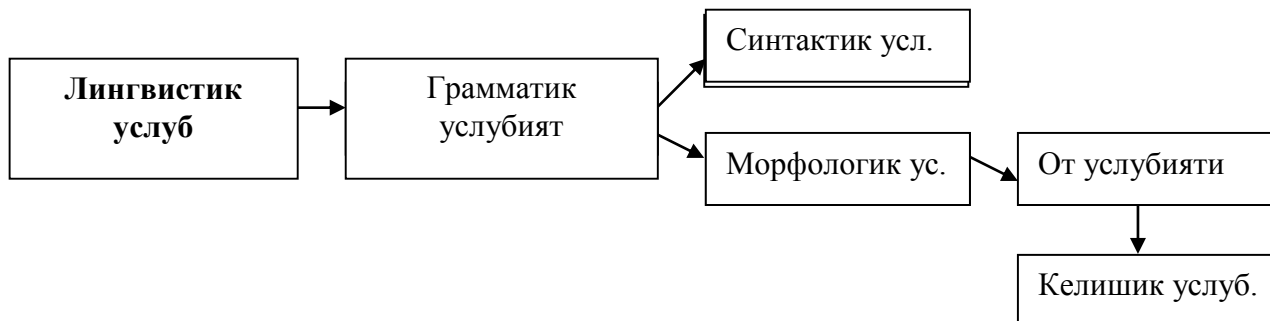 Лингвистик
услуб
Грамматик
услубият
Синтактик усл.
Морфологик ус.
От услубияти
Келишик услуб.